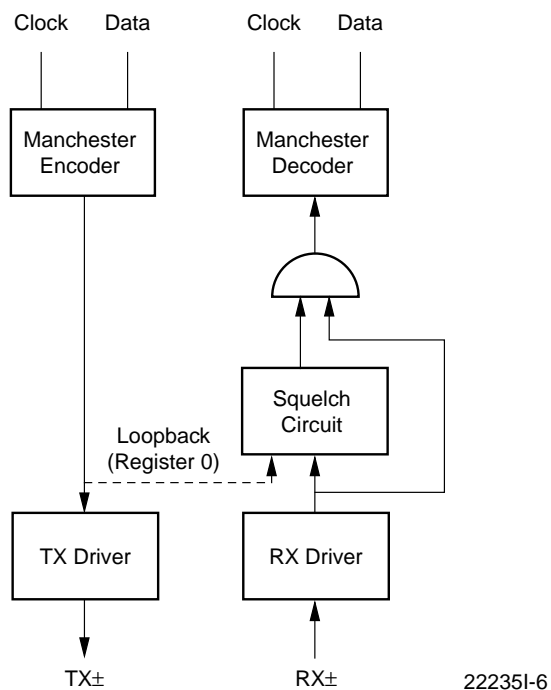 Clock Data Clock Data
Manchester
Encoder
Manchester
Decoder
Squelch
Circuit
Loopback
(Register 0)
TX Driver
RX Driver
TX±
RX±
22235I-6